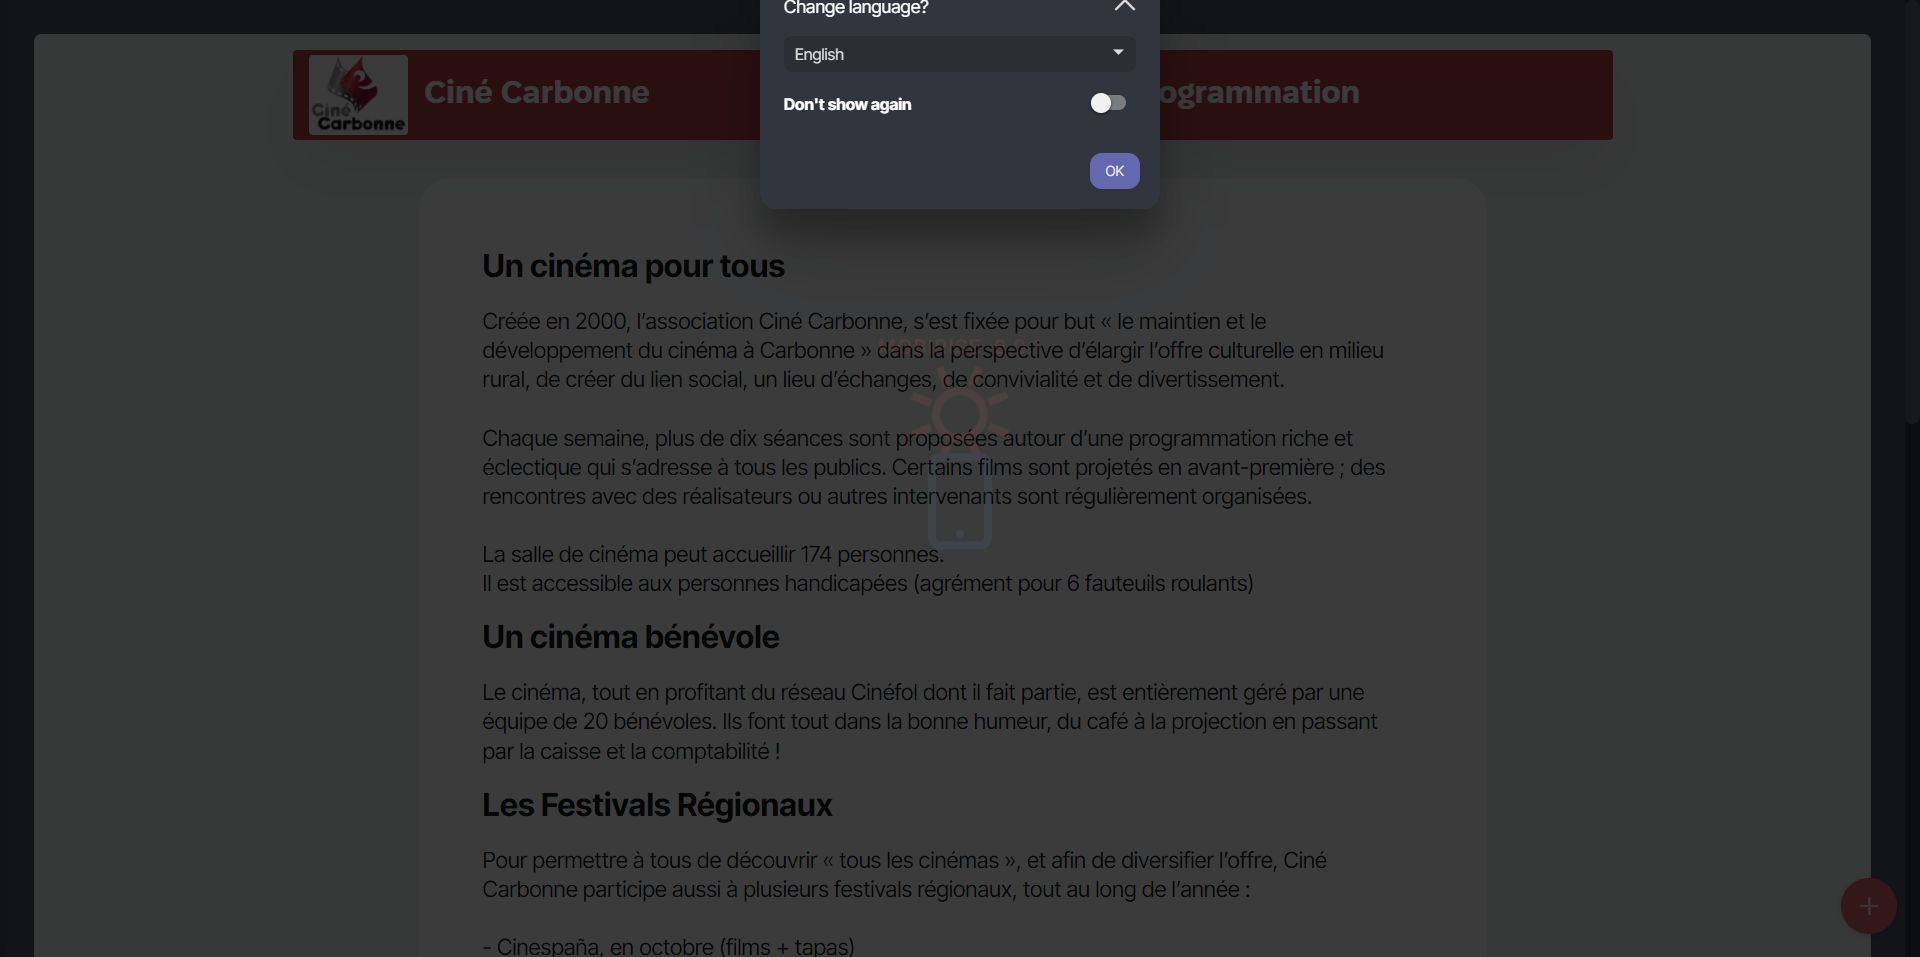 Change language?
English
Don't show again
OK
Ciné
Carbonne
Ciné Carbonne
ogrammation
Un cinéma pour tous
Créée en 2000, l’association Ciné Carbonne, s’est fixée pour but « le maintien et le
développement du cinéma à Carbonne » dans la perspective d’élargir l’offre culturelle en milieu
rural, de créer du lien social, un lieu d’échanges, de convivialité et de divertissement.
Chaque semaine, plus de dix séances sont proposées autour d’une programmation riche et
éclectique qui s’adresse à tous les publics. Certains films sont projetés en avant-première ; des
rencontres avec des réalisateurs ou autres intervenants sont régulièrement organisées.
La salle de cinéma peut accueillir 174 personnes.
Il est accessible aux personnes handicapées (agrément pour 6 fauteuils roulants)
Un cinéma bénévole
Le cinéma, tout en profitant du réseau Cinéfol dont il fait partie, est entièrement géré par une
équipe de 20 bénévoles. Ils font tout dans la bonne humeur, du café à la projection en passant
par la caisse et la comptabilité !
Les Festivals Régionaux
Pour permettre à tous de découvrir « tous les cinémas », et afin de diversifier l’offre, Ciné
Carbonne participe aussi à plusieurs festivals régionaux, tout au long de l’année :
- Cinespaña, en octobre (films + tapas)